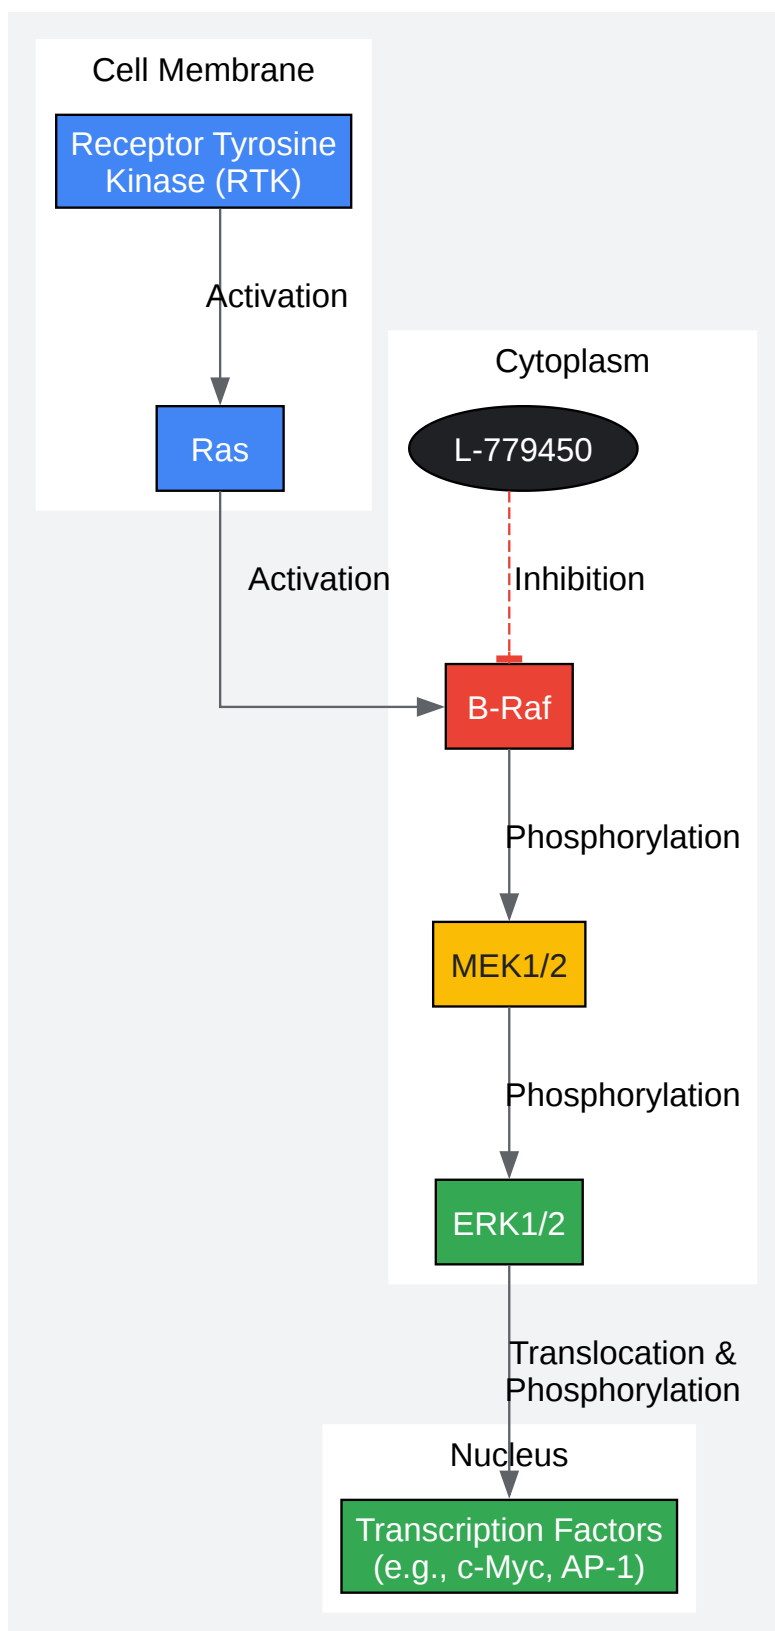 Cell Membrane
Receptor Tyrosine
Kinase (RTK)
Activation
Ras
Cytoplasm
L-779450
Activation
Inhibition
B-Raf
Phosphorylation
MEK1/2
Phosphorylation
ERK1/2
Translocation &
Phosphorylation
Nucleus
Transcription Factors
(e.g., c-Myc, AP-1)